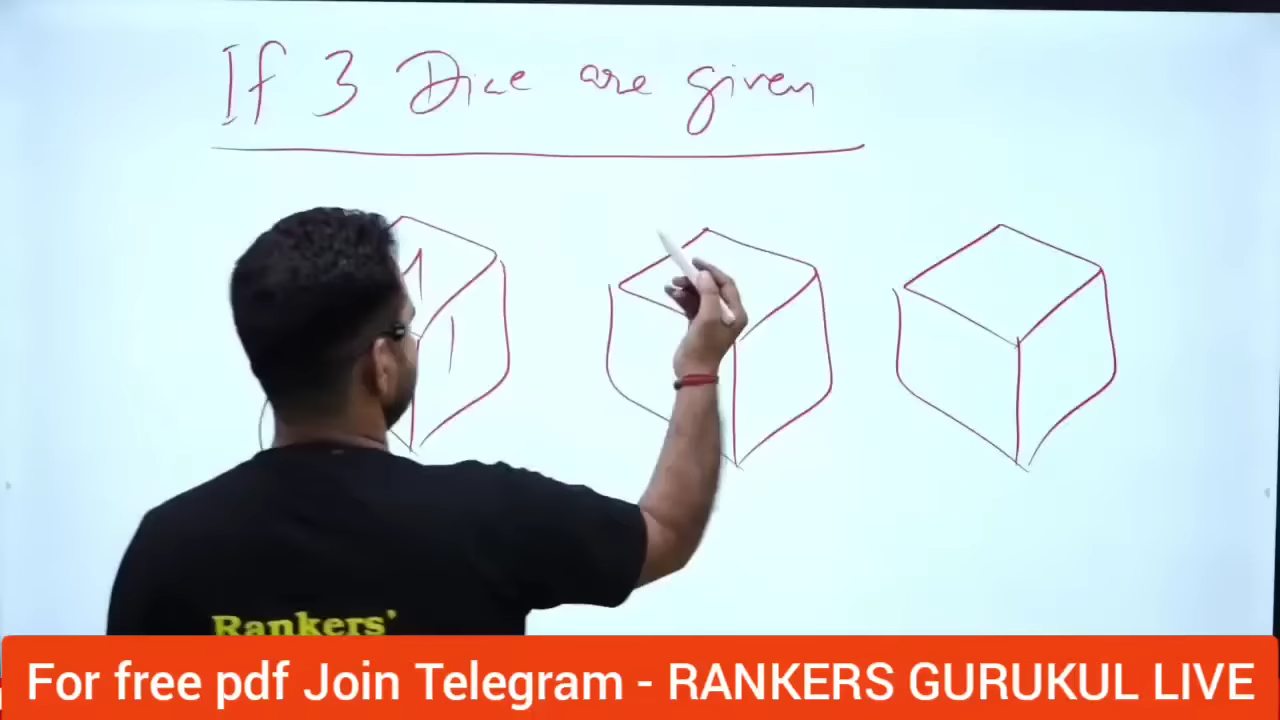 If 3 Dice are given
Rankers'
For free pdf Join Telegram - RANKERS GURUKUL LIVE